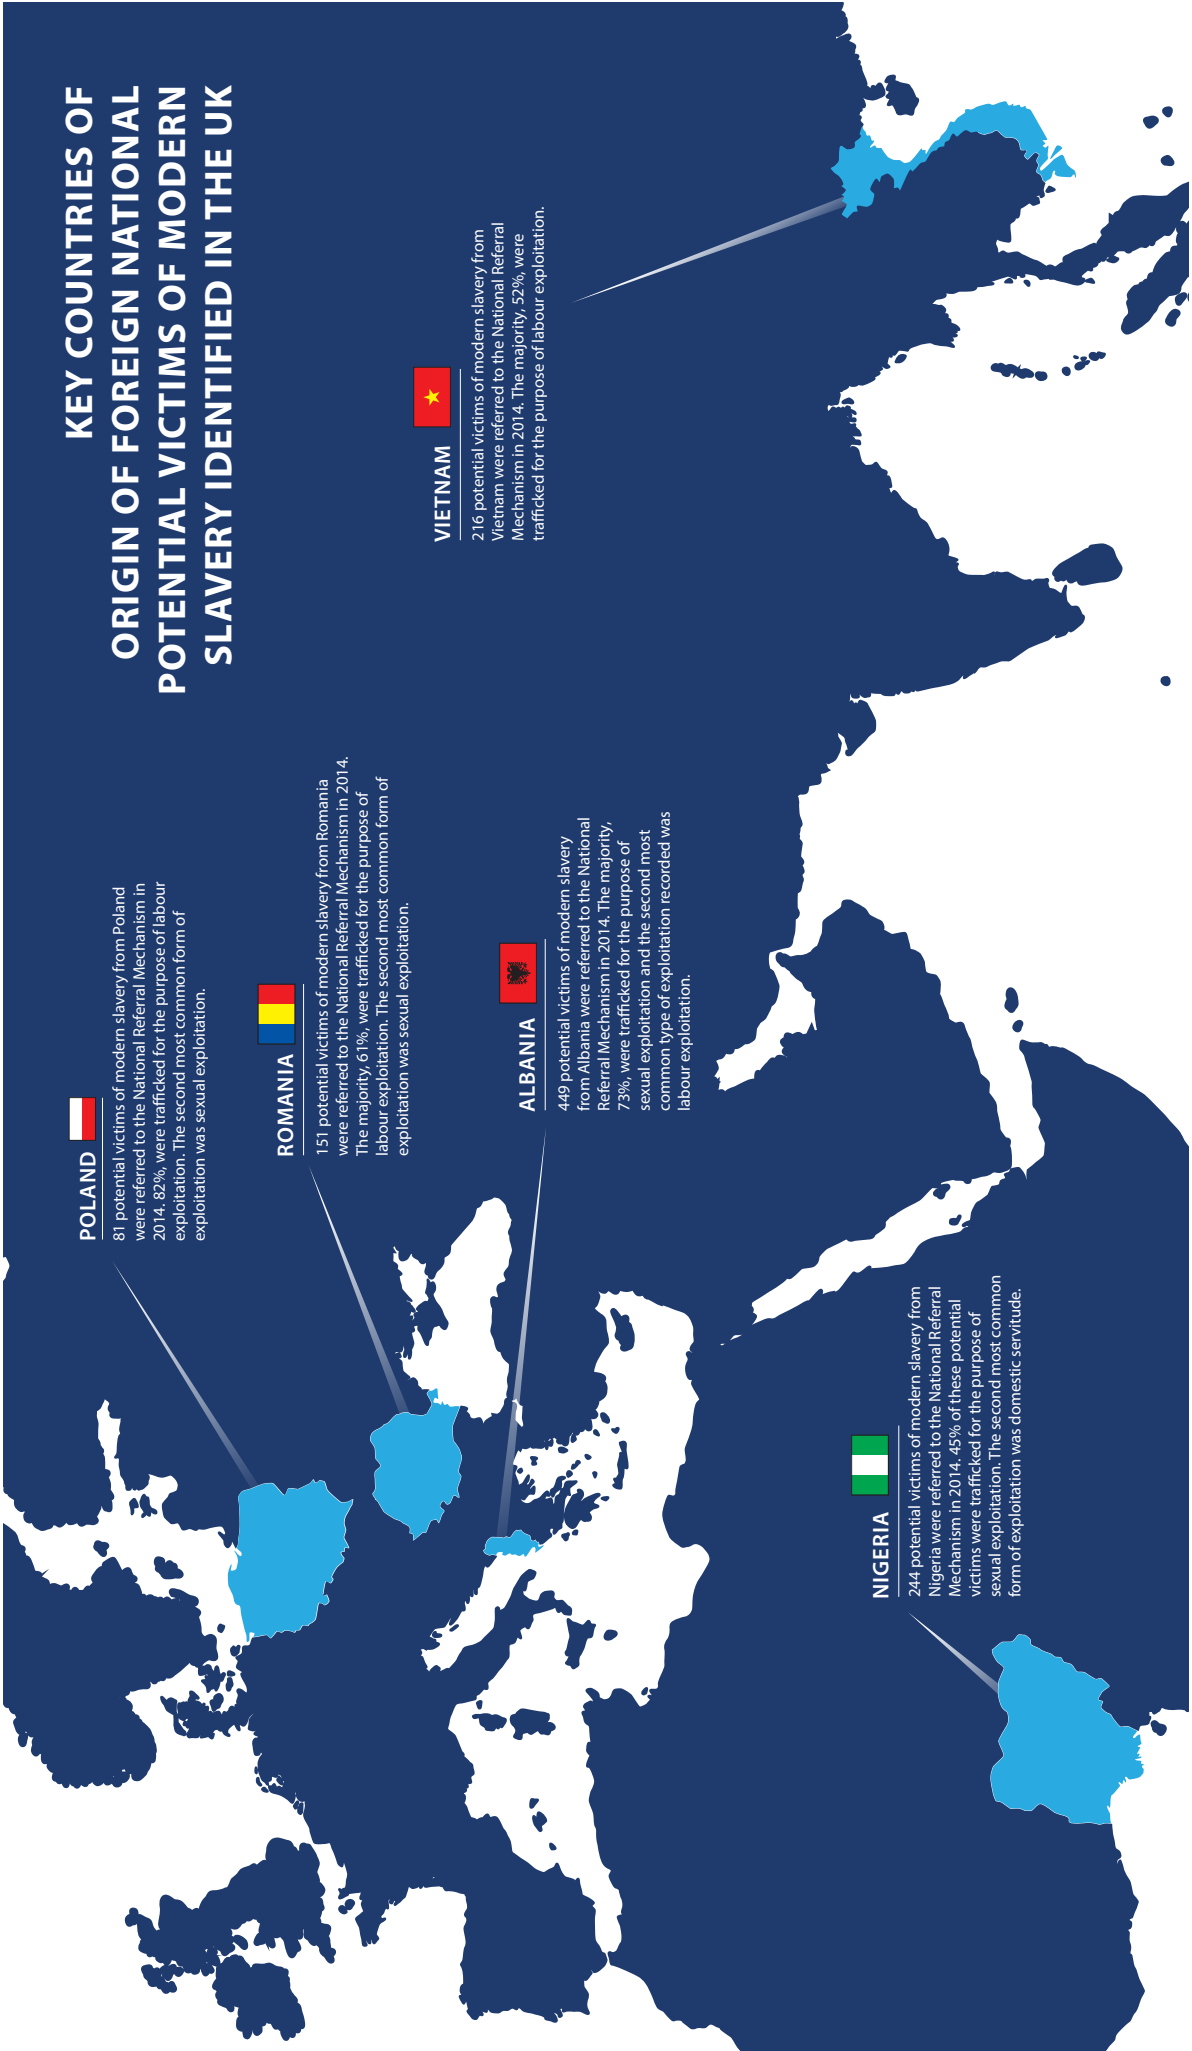 KEY COUNTRIES OF
ORIGIN OF FOREIGN NATIONAL
POTENTIAL VICTIMS OF MODERN
SLAVERY IDENTIFIED IN THE UK
POLAND
81 potential victims of modern slavery from Poland
were referred to the National Referral Mechanism in
2014. 82%, were trafficked for the purpose of labour
exploitation. The second most common form of
exploitation was sexual exploitation.
ROMANIA
151 potential victims of modern slavery from Romania
were referred to the National Referral Mechanism in 2014.
The majority, 61%, were trafficked for the purpose of
labour exploitation. The second most common form of
exploitation was sexual exploitation.
VIETNAM
216 potential victims of modern slavery from
Vietnam were referred to the National Referral
Mechanism in 2014. The majority, 52%, were
trafficked for the purpose of labour exploitation.
ALBANIA
449 potential victims of modern slavery
from Albania were referred to the National
Referral Mechanism in 2014. The majority,
73%, were trafficked for the purpose of
sexual exploitation and the second most
common type of exploitation recorded was
labour exploitation.
NIGERIA
244 potential victims of modern slavery from
Nigeria were referred to the National Referral
Mechanism in 2014. 45% of these potential
victims were trafficked for the purpose of
sexual exploitation. The second most common
form of exploitation was domestic servitude.